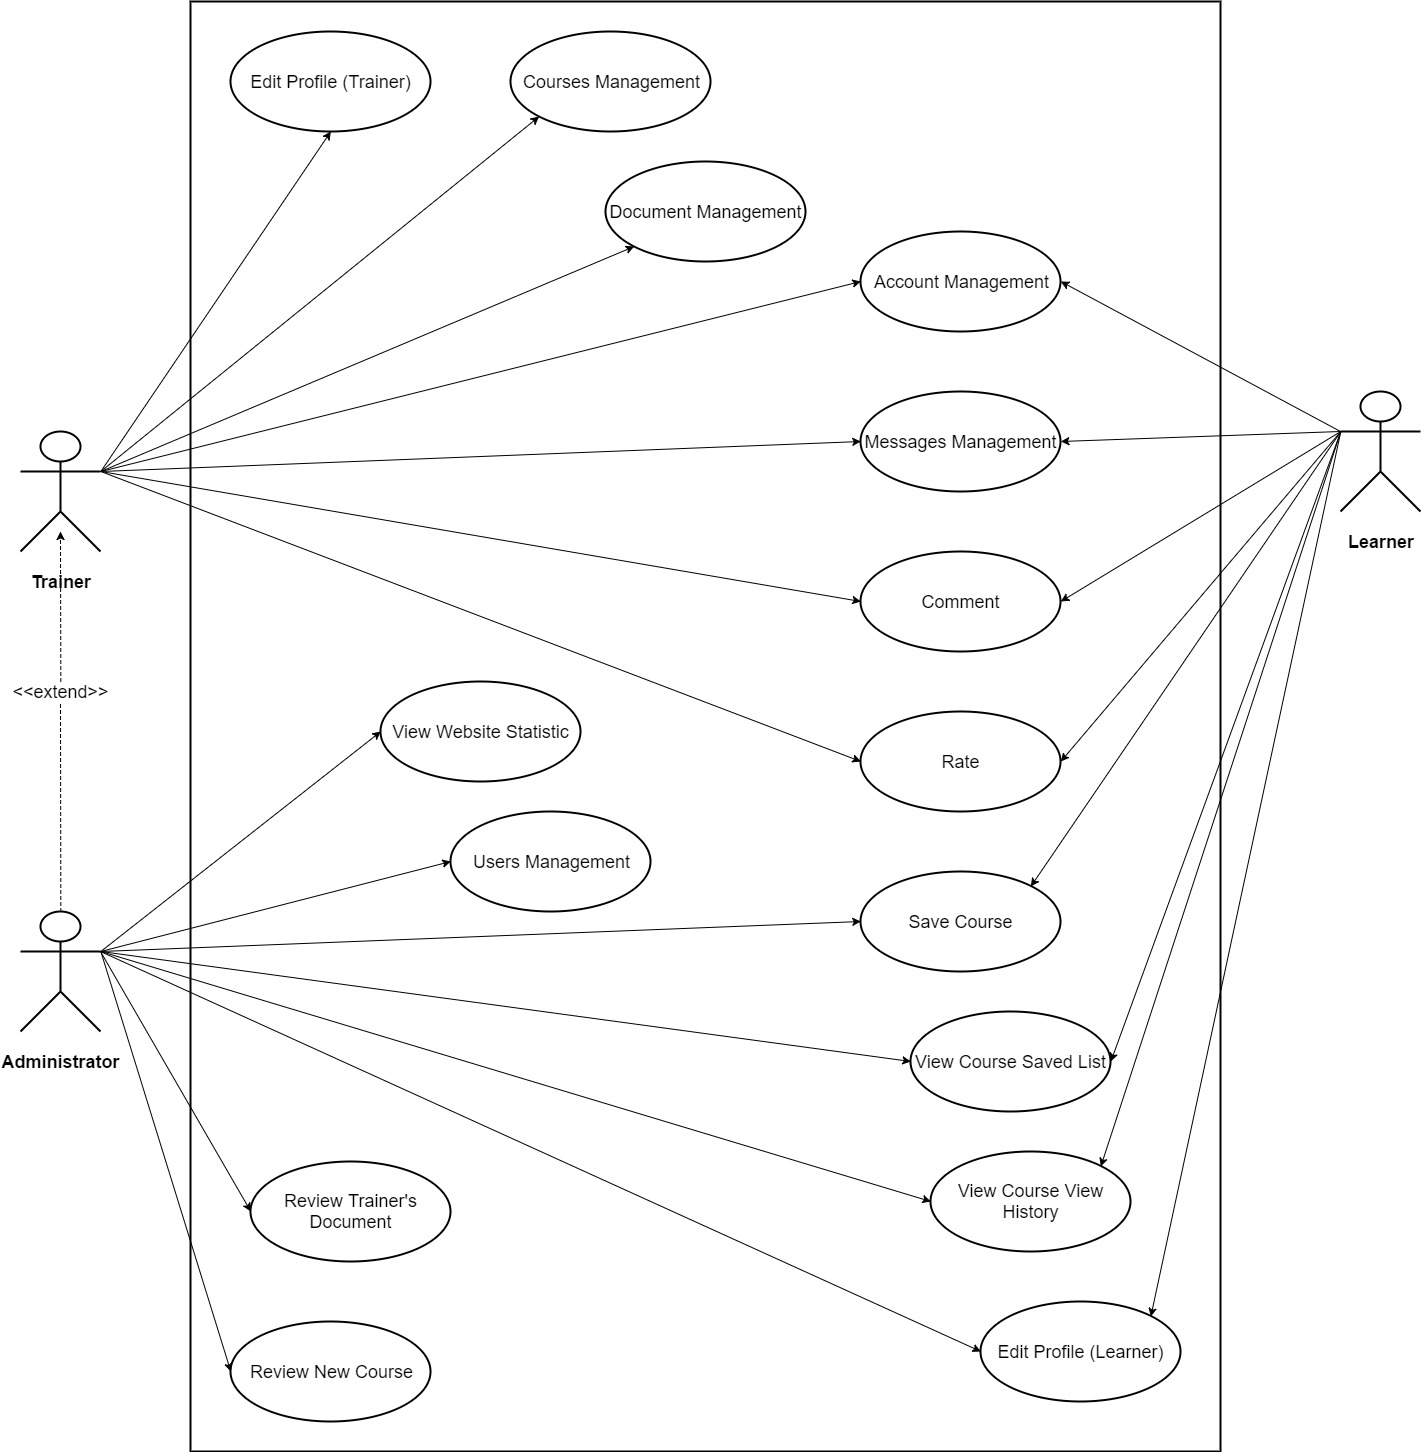 Edit Profile (Trainer)
Courses Management
Document Management
Account Management
Messages Management
Learner
Trainer
Comment
<<extend>>
View Website Statistic
Rate
Users Management
Save Course
Administrator
View Course Saved List
Review Trainer's
Document
View Course View
History
Edit Profile (Learner)
Review New Course